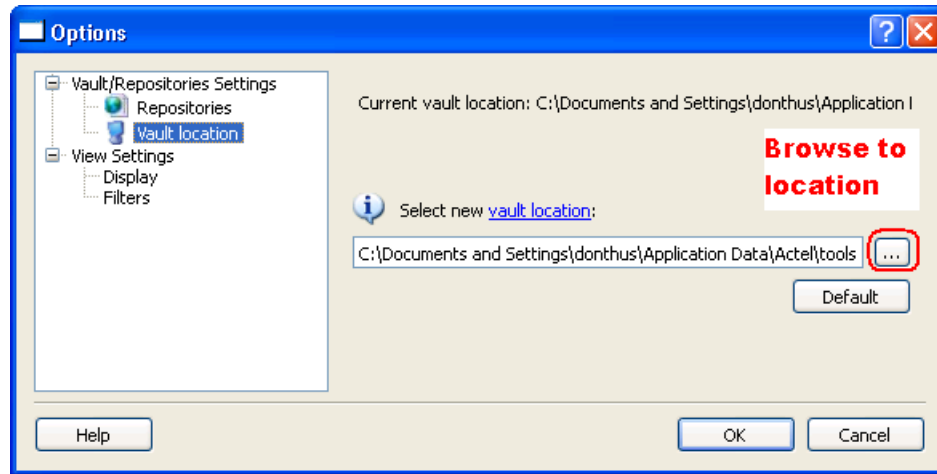 Options
Vault/Repositories Settings
Repositories
Vault location
View Settings
Display
Filters
Current vault location: C:\Documents and Settings\donthus\Application
Browse to
location
Select new vault location:
C:\Documents and Settings\donthus\Application Data\Actel\tools
...
Default
Help
OK
Cancel